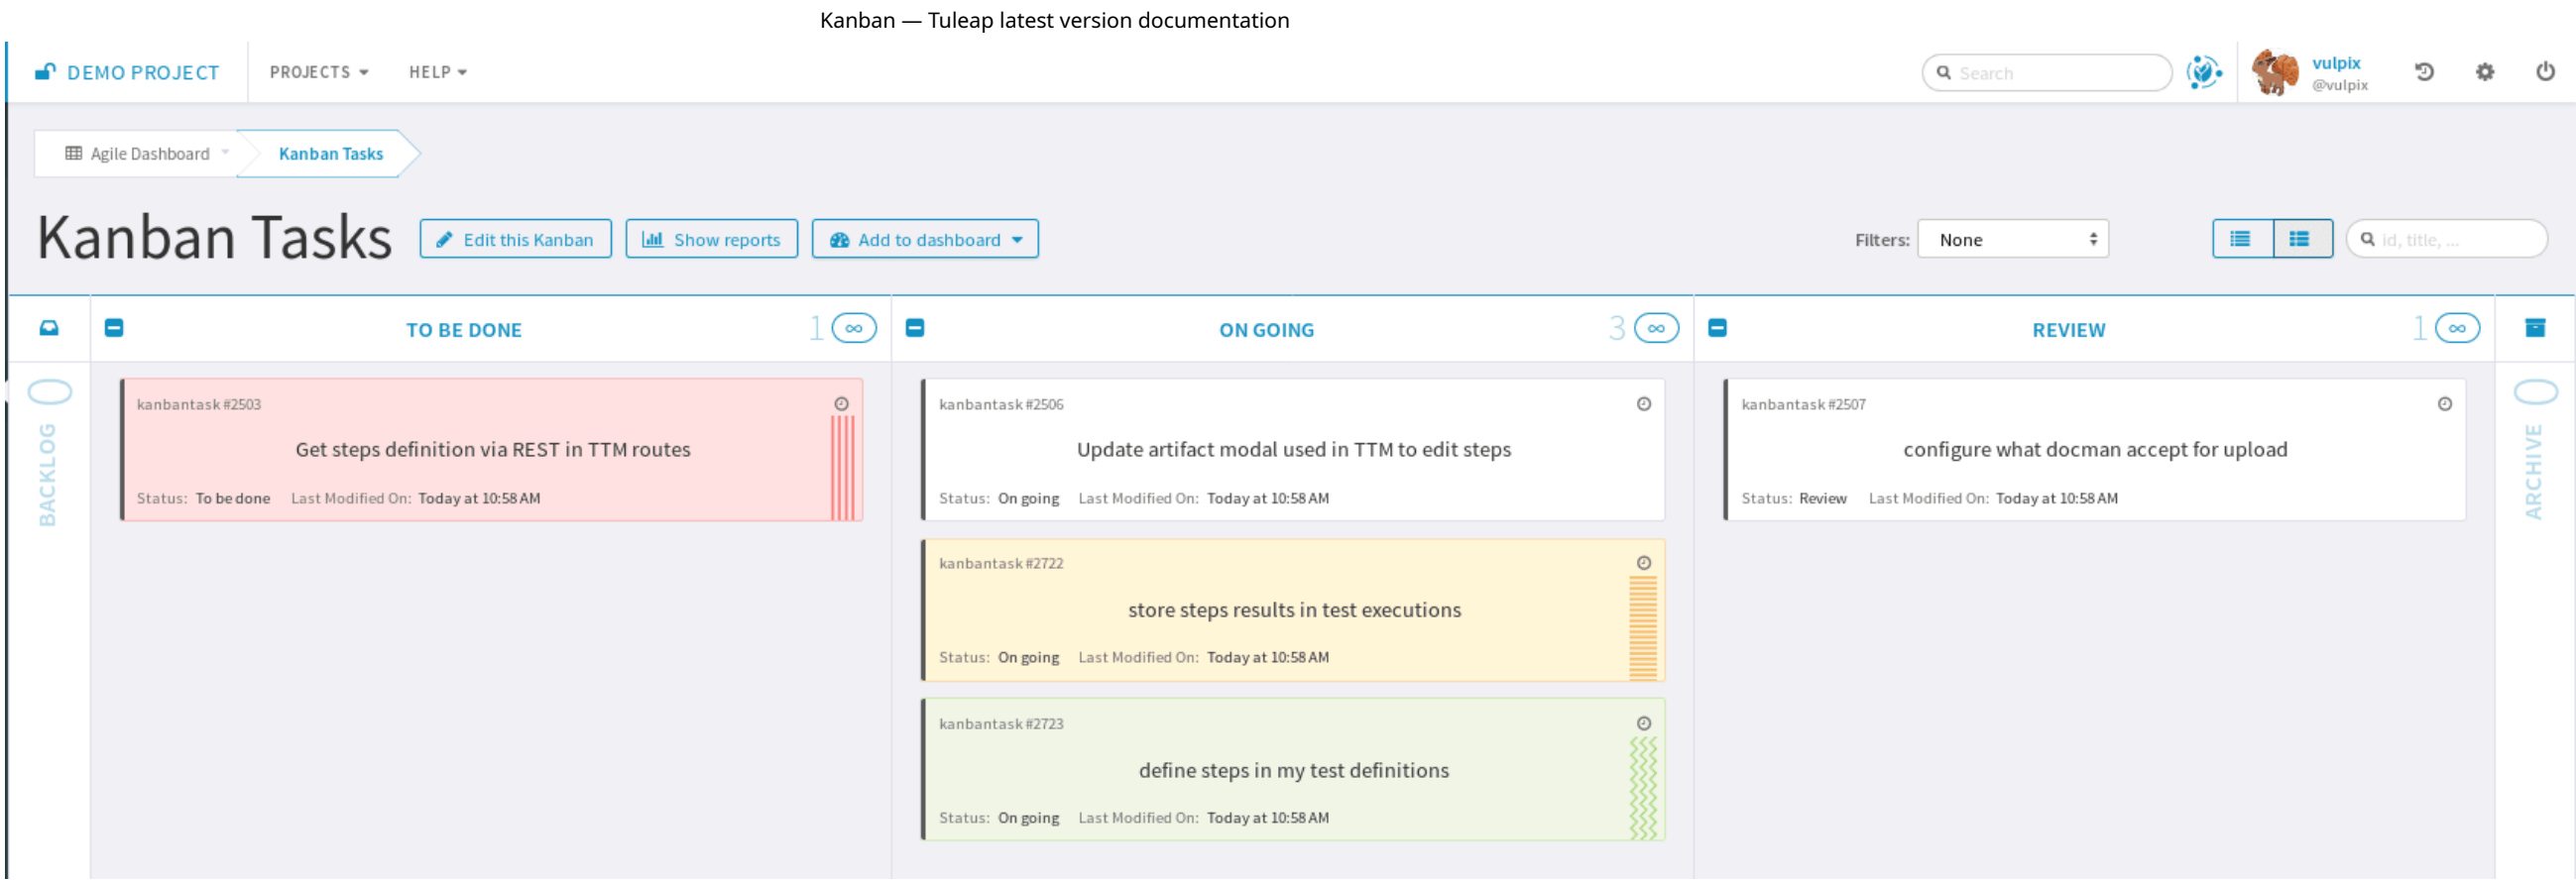 Kanban — Tuleap latest version documentation
DEMO PROJECT PROJECTS HELP Search vulpix
@vulpix
Agile Dashboard Kanban Tasks
Kanban Tasks Edit this Kanban Show reports Add to dashboard Filters: None id, title, ...
TO BE DONE 1 ∞ ON GOING 3 ∞ REVIEW 1 ∞
0 BACKLOG
kanbantask #2503
Get steps definition via REST in TTM routes
Status: To be done Last Modified On: Today at 10:58 AM
kanbantask #2506
Update artifact modal used in TTM to edit steps
Status: On going Last Modified On: Today at 10:58 AM
kanbantask #2722
store steps results in test executions
Status: On going Last Modified On: Today at 10:58 AM
kanbantask #2723
define steps in my test definitions
Status: On going Last Modified On: Today at 10:58 AM
kanbantask #2507
configure what docman accept for upload
Status: Review Last Modified On: Today at 10:58 AM
0 ARCHIVE